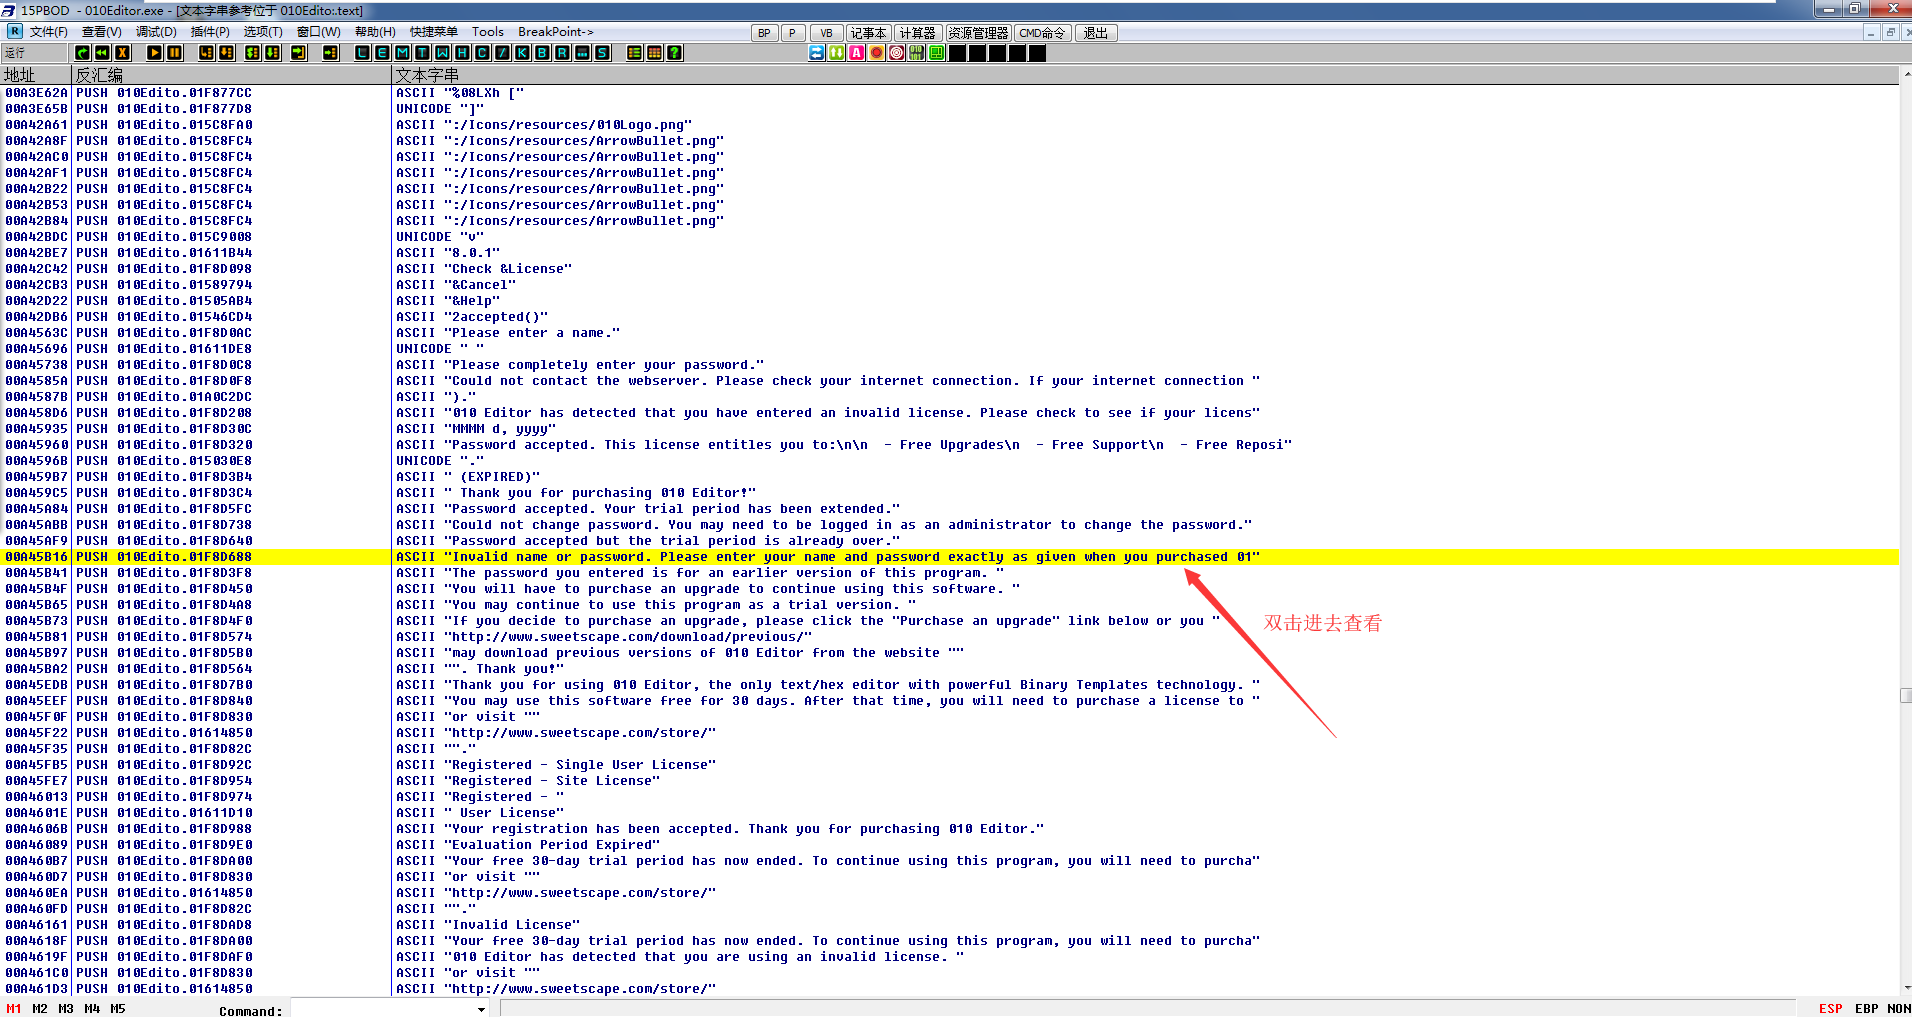 15PBOD - 010Editor.exe - [文本字串参考位于 010Edito:.text]
文件(F) 查看(V) 调试(D) 插件(P) 选项(T) 窗口(W) 帮助(H) 快捷菜单 Tools BreakPoint-> BP P VB 记事本 计算器 资源管理器 CMD命令 退出
运行 L E M T W H C / K B R ... S ? A
地址 反汇编 文本字串
00A3E62A PUSH 010Edito.01F877CC ASCII "%08LXh ["
00A3E65B PUSH 010Edito.01F877D8 UNICODE "]"
00A42A61 PUSH 010Edito.015C8FA0 ASCII ":/Icons/resources/010Logo.png"
00A42A8F PUSH 010Edito.015C8FC4 ASCII ":/Icons/resources/ArrowBullet.png"
00A42AC0 PUSH 010Edito.015C8FC4 ASCII ":/Icons/resources/ArrowBullet.png"
00A42AF1 PUSH 010Edito.015C8FC4 ASCII ":/Icons/resources/ArrowBullet.png"
00A42B22 PUSH 010Edito.015C8FC4 ASCII ":/Icons/resources/ArrowBullet.png"
00A42B53 PUSH 010Edito.015C8FC4 ASCII ":/Icons/resources/ArrowBullet.png"
00A42B84 PUSH 010Edito.015C8FC4 ASCII ":/Icons/resources/ArrowBullet.png"
00A42BDC PUSH 010Edito.015C9008 UNICODE "v"
00A42BE7 PUSH 010Edito.01611B44 ASCII "8.0.1"
00A42C42 PUSH 010Edito.01F8D098 ASCII "Check &License"
00A42CB3 PUSH 010Edito.01589794 ASCII "&Cancel"
00A42D22 PUSH 010Edito.01505AB4 ASCII "&Help"
00A42DB6 PUSH 010Edito.01546CD4 ASCII "2accepted()"
00A4563C PUSH 010Edito.01F8D0AC ASCII "Please enter a name."
00A45696 PUSH 010Edito.01611DE8 UNICODE " "
00A45738 PUSH 010Edito.01F8D0C8 ASCII "Please completely enter your password."
00A4585A PUSH 010Edito.01F8D0F8 ASCII "Could not contact the webserver. Please check your internet connection. If your internet connection "
00A4587B PUSH 010Edito.01A0C2DC ASCII ")."
00A458D6 PUSH 010Edito.01F8D208 ASCII "010 Editor has detected that you have entered an invalid license. Please check to see if your licens"
00A45935 PUSH 010Edito.01F8D30C ASCII "MMMM d, yyyy"
00A45960 PUSH 010Edito.01F8D320 ASCII "Password accepted. This license entitles you to:\n\n  - Free Upgrades\n  - Free Support\n  - Free Reposi"
00A4596B PUSH 010Edito.015030E8 UNICODE "."
00A459B7 PUSH 010Edito.01F8D3B4 ASCII " (EXPIRED)"
00A459C5 PUSH 010Edito.01F8D3C4 ASCII " Thank you for purchasing 010 Editor!"
00A45A84 PUSH 010Edito.01F8D5FC ASCII "Password accepted. Your trial period has been extended."
00A45ABB PUSH 010Edito.01F8D738 ASCII "Could not change password. You may need to be logged in as an administrator to change the password."
00A45AF9 PUSH 010Edito.01F8D640 ASCII "Password accepted but the trial period is already over."
00A45B16 PUSH 010Edito.01F8D688 ASCII "Invalid name or password. Please enter your name and password exactly as given when you purchased 01"
00A45B41 PUSH 010Edito.01F8D3F8 ASCII "The password you entered is for an earlier version of this program. "
00A45B4F PUSH 010Edito.01F8D450 ASCII "You will have to purchase an upgrade to continue using this software. "
00A45B65 PUSH 010Edito.01F8D4A8 ASCII "You may continue to use this program as a trial version. "
00A45B73 PUSH 010Edito.01F8D4F0 ASCII "If you decide to purchase an upgrade, please click the "Purchase an upgrade" link below or you "
双击进去查看
00A45B81 PUSH 010Edito.01F8D574 ASCII "http://www.sweetscape.com/download/previous/"
00A45B97 PUSH 010Edito.01F8D5B0 ASCII "may download previous versions of 010 Editor from the website ""
00A45BA2 PUSH 010Edito.01F8D564 ASCII "". Thank you!"
00A45EDB PUSH 010Edito.01F8D7B0 ASCII "Thank you for using 010 Editor, the only text/hex editor with powerful Binary Templates technology. "
00A45EEF PUSH 010Edito.01F8D840 ASCII "You may use this software free for 30 days. After that time, you will need to purchase a license to "
00A45F0F PUSH 010Edito.01F8D830 ASCII "or visit ""
00A45F22 PUSH 010Edito.01614850 ASCII "http://www.sweetscape.com/store/"
00A45F35 PUSH 010Edito.01F8D82C ASCII ""."
00A45FB5 PUSH 010Edito.01F8D92C ASCII "Registered - Single User License"
00A45FE7 PUSH 010Edito.01F8D954 ASCII "Registered - Site License"
00A46013 PUSH 010Edito.01F8D974 ASCII "Registered - "
00A4601E PUSH 010Edito.01611D10 ASCII " User License"
00A4606B PUSH 010Edito.01F8D988 ASCII "Your registration has been accepted. Thank you for purchasing 010 Editor."
00A46089 PUSH 010Edito.01F8D9E0 ASCII "Evaluation Period Expired"
00A460B7 PUSH 010Edito.01F8DA00 ASCII "Your free 30-day trial period has now ended. To continue using this program, you will need to purcha"
00A460D7 PUSH 010Edito.01F8D830 ASCII "or visit ""
00A460EA PUSH 010Edito.01614850 ASCII "http://www.sweetscape.com/store/"
00A460FD PUSH 010Edito.01F8D82C ASCII ""."
00A46161 PUSH 010Edito.01F8DAD8 ASCII "Invalid License"
00A4618F PUSH 010Edito.01F8DA00 ASCII "Your free 30-day trial period has now ended. To continue using this program, you will need to purcha"
00A4619F PUSH 010Edito.01F8DAF0 ASCII "010 Editor has detected that you are using an invalid license. "
00A461C0 PUSH 010Edito.01F8D830 ASCII "or visit ""
00A461D3 PUSH 010Edito.01614850 ASCII "http://www.sweetscape.com/store/"
M1 M2 M3 M4 M5 Command: ESP EBP NON